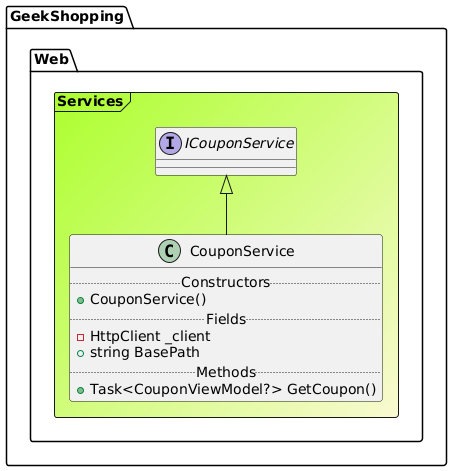 GeekShopping
Web
Services
I ICouponService
C CouponService
Constructors
CouponService()
Fields
HttpClient _client
string BasePath
Methods
Task<CouponViewModel?> GetCoupon()